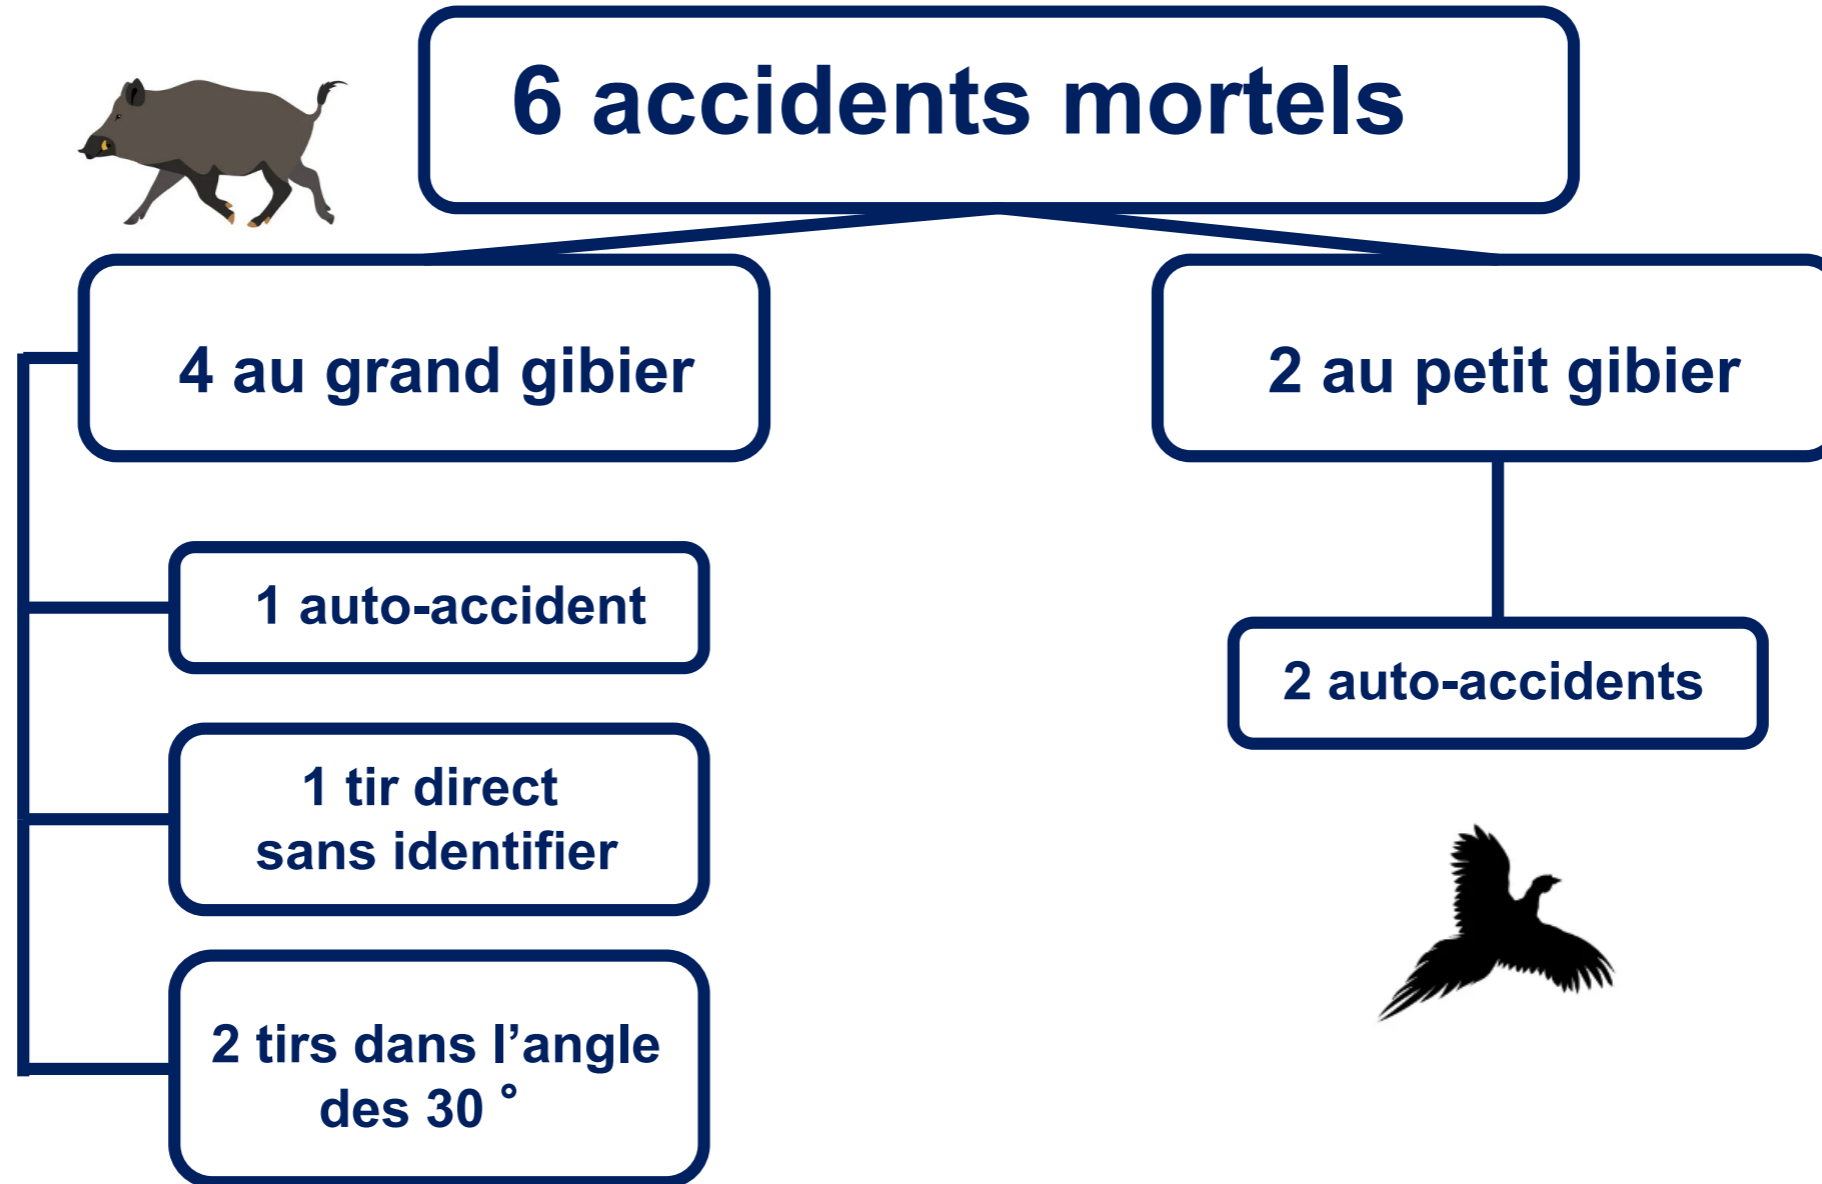 6 accidents mortels
4 au grand gibier
2 au petit gibier
1 auto-accident
2 auto-accidents
1 tir direct
sans identifier
2 tirs dans l’angle
des 30 °